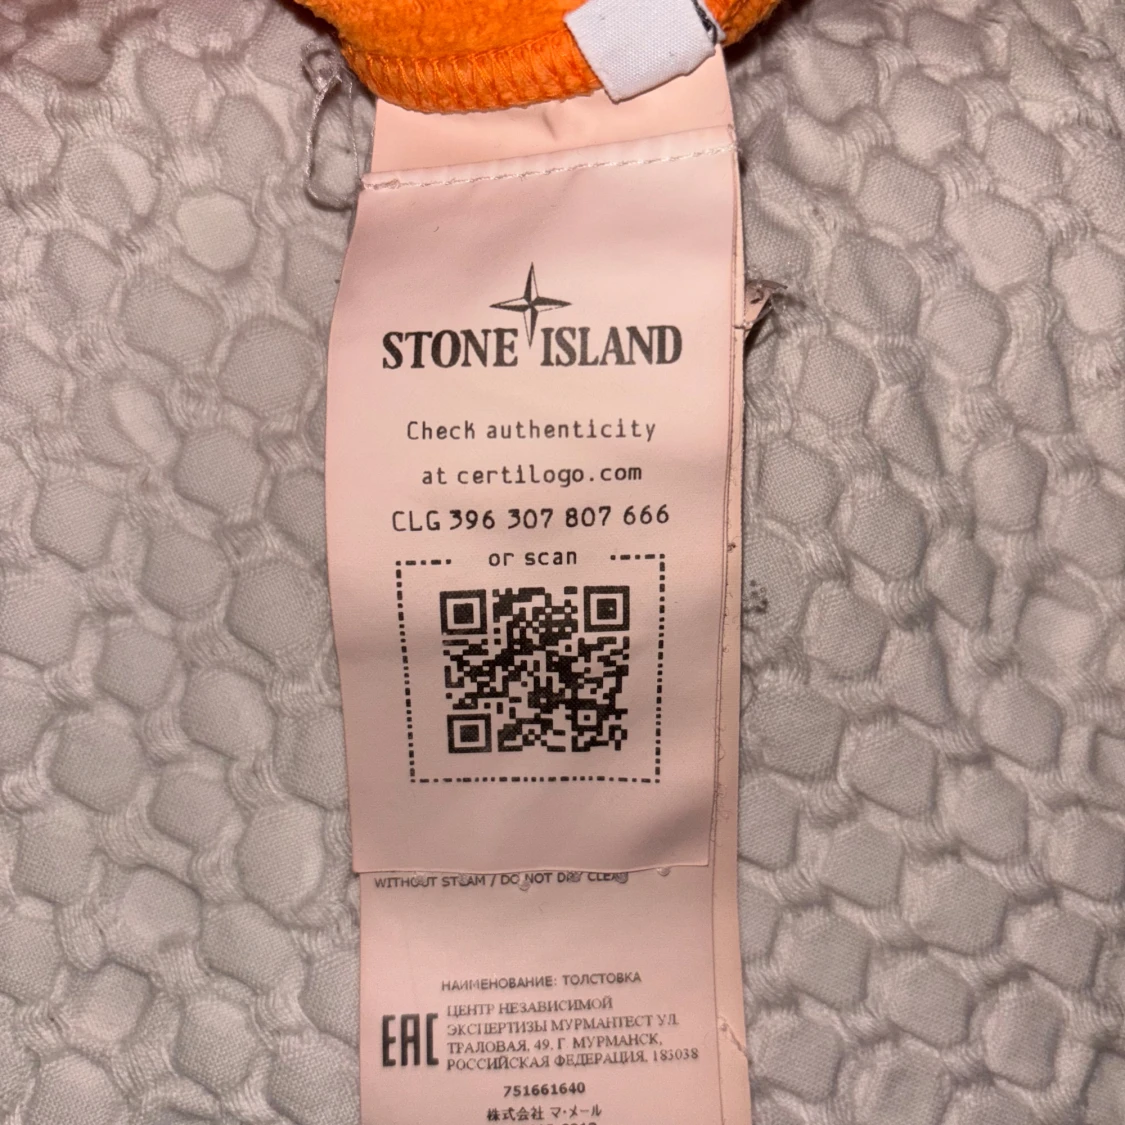 STONE ISLAND
Check authenticity
at certilogo.com
CLG 396 307 807 666
or scan
WITHOUT STEAM / DO NOT DRY CLEAN
НАИМЕНОВАНИЕ: ТОЛСТОВКА
EAC
ЦЕНТР НЕЗАВИСИМОЙ
ЭКСПЕРТИЗЫ МУРМАНТЕСТ УЛ.
ТРАЛОВАЯ, 49, Г. МУРМАНСК,
РОССИЙСКАЯ ФЕДЕРАЦИЯ, 183038
751661640
株式会社 マ・メール